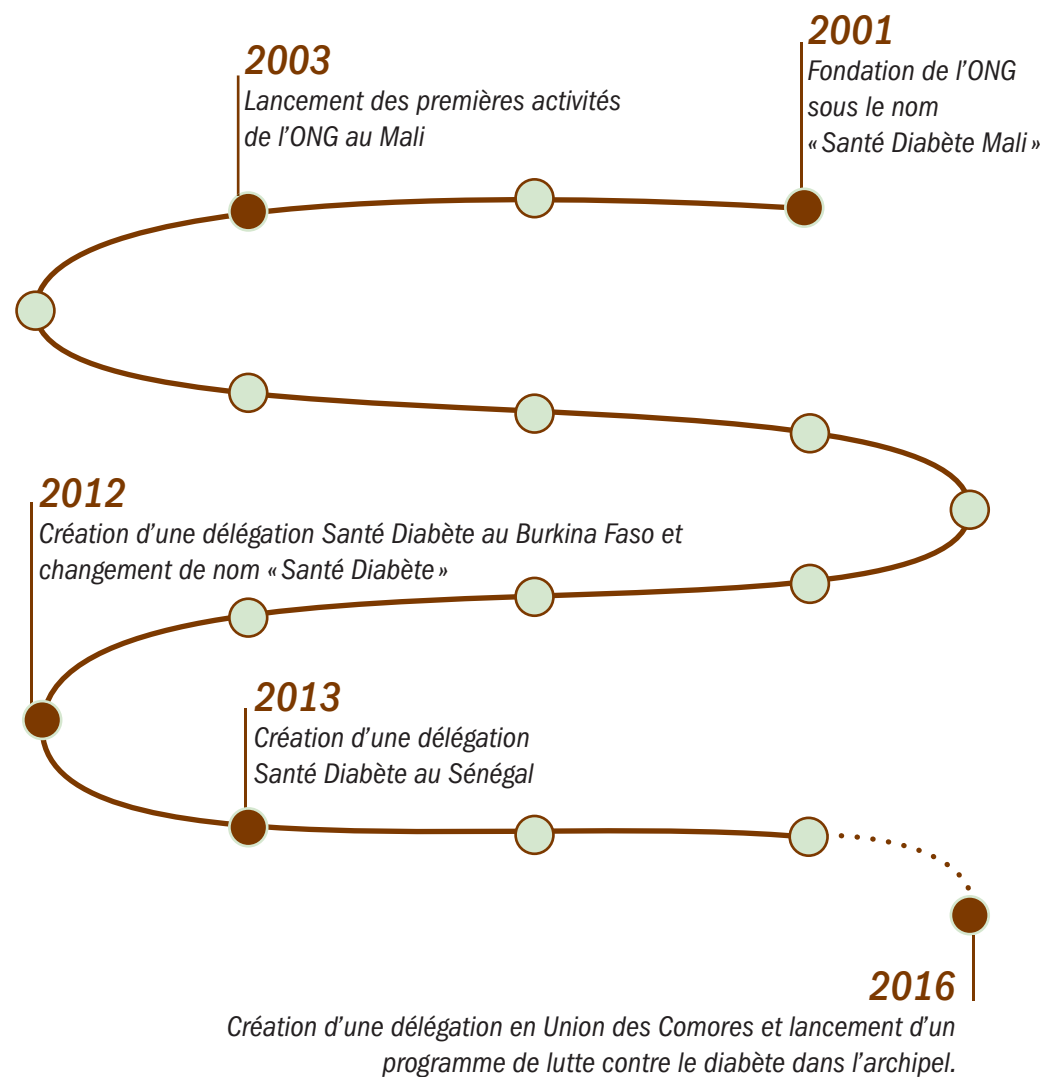 2001
Fondation de l’ONG
sous le nom
« Santé Diabète Mali »
2003
Lancement des premières activités
de l’ONG au Mali
2012
Création d’une délégation Santé Diabète au Burkina Faso et
changement de nom « Santé Diabète »
2013
Création d’une délégation
Santé Diabète au Sénégal
2016
Création d’une délégation en Union des Comores et lancement d’un
programme de lutte contre le diabète dans l’archipel.